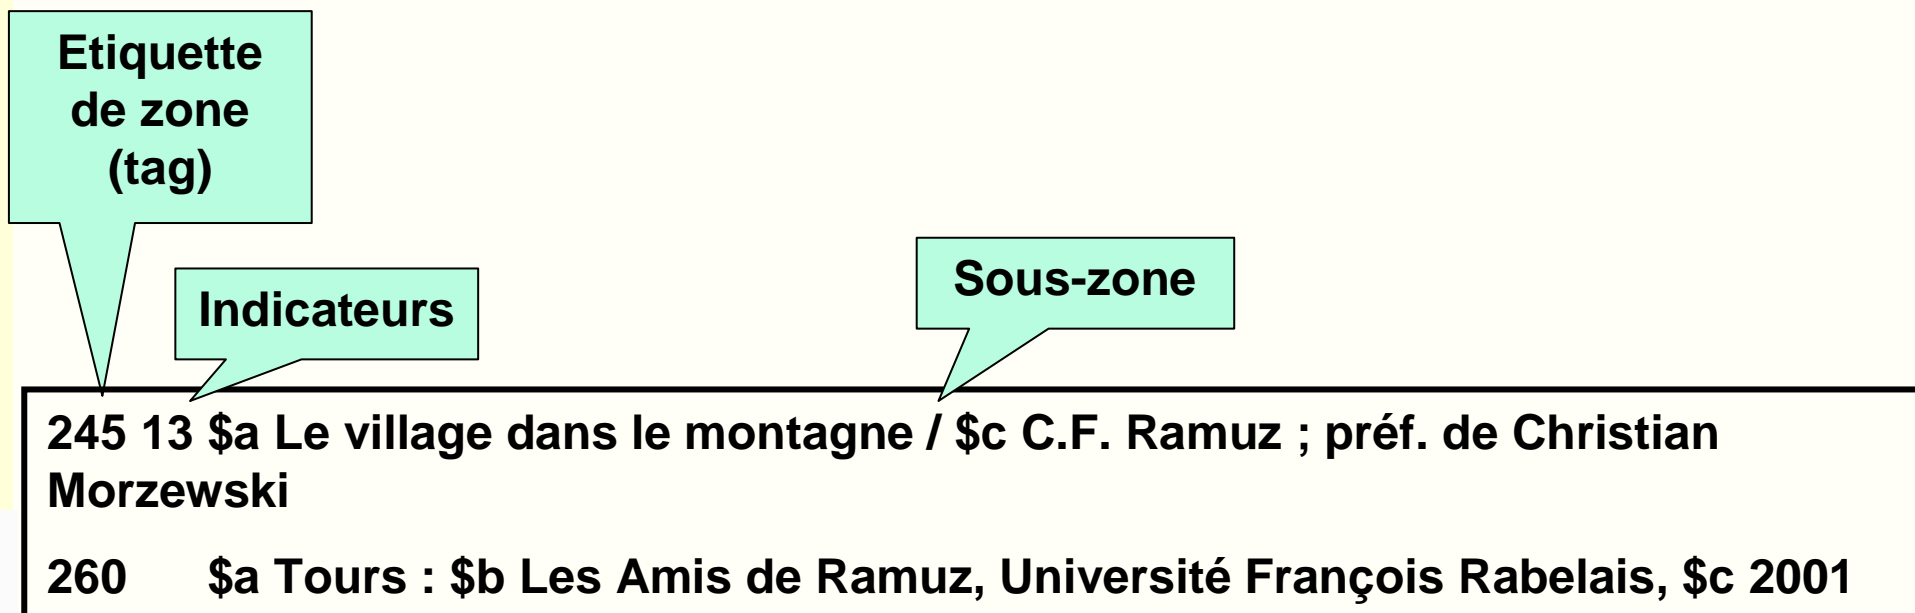 Etiquette
de zone
(tag)
Indicateurs
Sous-zone
245 13 $a Le village dans le montagne / $c C.F. Ramuz ; préf. de Christian
Morzewski
260 $a Tours : $b Les Amis de Ramuz, Université François Rabelais, $c 2001